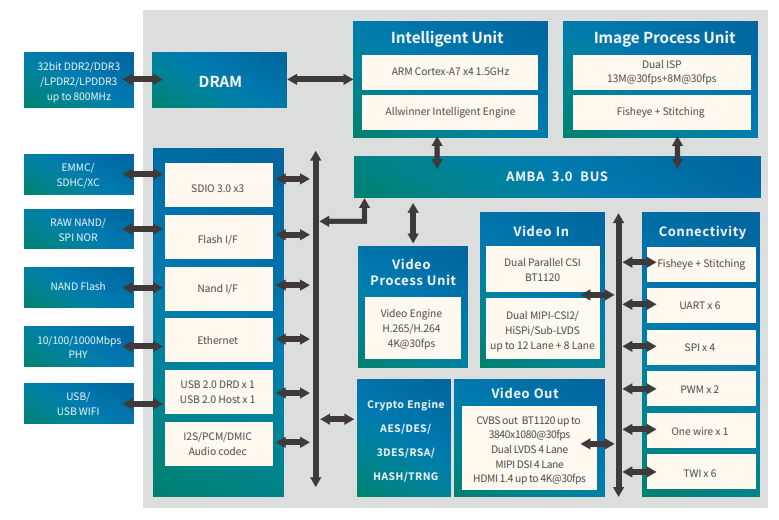 32bit DDR2/DDR3
/LPDR2/LPDDR3
up to 800MHz
DRAM
Intelligent Unit
ARM Cortex-A7 x4 1.5GHz
Allwinner Intelligent Engine
Image Process Unit
Dual ISP
13M@30fps+8M@30fps
Fisheye + Stitching
AMBA 3.0 BUS
EMMC/
SDHC/XC
RAW NAND/
SPI NOR
NAND Flash
10/100/1000Mbps
PHY
USB/
USB WIFI
SDIO 3.0 x3
Flash I/F
Nand I/F
Ethernet
USB 2.0 DRD x 1
USB 2.0 Host x 1
I2S/PCM/DMIC
Audio codec
Video
Process Unit
Video Engine
H.265/H.264
4K@30fps
Video In
Dual Parallel CSI
BT1120
Dual MIPI-CSI2/
HiSPi/Sub-LVDS
up to 12 Lane + 8 Lane
Crypto Engine
AES/DES/
3DES/RSA/
HASH/TRNG
Video Out
CVBS out BT1120 up to
3840x1080@30fps
Dual LVDS 4 Lane
MIPI DSI 4 Lane
HDMI 1.4 up to 4K@30fps
Connectivity
Fisheye + Stitching
UART x 6
SPI x 4
PWM x 2
One wire x 1
TWI x 6